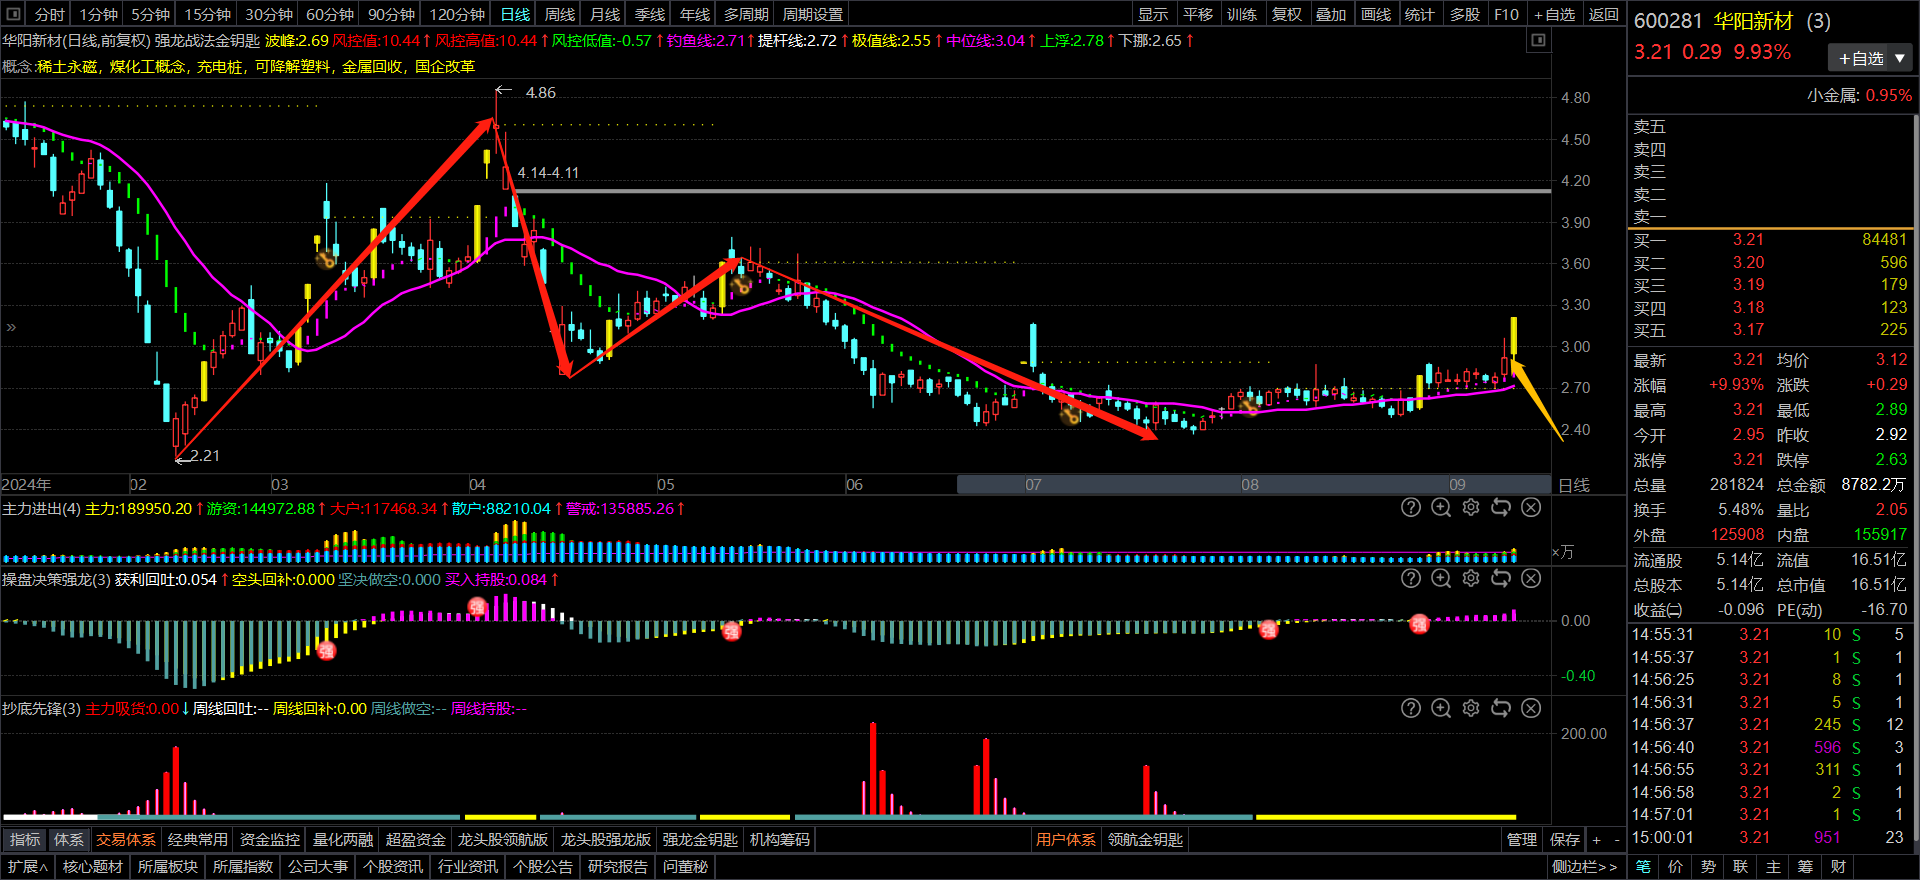 分时 1分钟 5分钟 15分钟 30分钟 60分钟 90分钟 120分钟 日线 周线 月线 季线 年线 多周期 周期设置 显示 平移 训练 复权 叠加 画线 统计 多股 F10 +自选 返回
华阳新材(日线,前复权) 强龙战法金钥匙 波峰:2.69 风控值:10.44↑ 风控高值:10.44↑ 风控低值:-0.57↑ 钓鱼线:2.71↑ 提杆线:2.72↑ 极值线:2.55↑ 中位线:3.04↑ 上浮:2.78↑ 下挪:2.65↑
概念:稀土永磁，煤化工概念，充电桩，可降解塑料，金属回收，国企改革
4.86
4.14-4.11
2.21
4.80
4.50
4.20
3.90
3.60
3.30
3.00
2.70
2.40
»
2024年 02 03 04 05 06 07 08 09 日线
主力进出(4) 主力:189950.20↑ 游资:144972.88↑ 大户:117468.34↑ 散户:88210.04↑ 警戒:135885.26↑
×万
操盘决策强龙(3) 获利回吐:0.054↑ 空头回补:0.000 坚决做空:0.000 买入持股:0.084↑
强 强 强 强 强
0.00
-0.40
抄底先锋(3) 主力吸货:0.00↓ 周线回吐:-- 周线回补:0.00 周线做空:-- 周线持股:--
200.00
指标 体系 交易体系 经典常用 资金监控 量化两融 超盈资金 龙头股领航版 龙头股强龙版 强龙金钥匙 机构筹码 用户体系 领航金钥匙 管理 保存 + -
扩展∧ 核心题材 所属板块 所属指数 公司大事 个股资讯 行业资讯 个股公告 研究报告 问董秘 侧边栏>>
600281 华阳新材 (3)
3.21 0.29 9.93%
+自选 ▼
小金属: 0.95%
卖五
卖四
卖三
卖二
卖一
买一 3.21 84481
买二 3.20 596
买三 3.19 179
买四 3.18 123
买五 3.17 225
最新 3.21 均价 3.12
涨幅 +9.93% 涨跌 +0.29
最高 3.21 最低 2.89
今开 2.95 昨收 2.92
涨停 3.21 跌停 2.63
总量 281824 总金额 8782.2万
换手 5.48% 量比 2.05
外盘 125908 内盘 155917
流通股 5.14亿 流值 16.51亿
总股本 5.14亿 总市值 16.51亿
收益㈡ -0.096 PE(动) -16.70
14:55:31 3.21 10 S 5
14:55:37 3.21 1 S 1
14:56:25 3.21 8 S 1
14:56:31 3.21 5 S 1
14:56:37 3.21 245 S 12
14:56:40 3.21 596 S 3
14:56:55 3.21 311 S 1
14:56:58 3.21 2 S 1
14:57:01 3.21 1 S 1
15:00:01 3.21 951 23
笔 价 势 联 主 筹 财